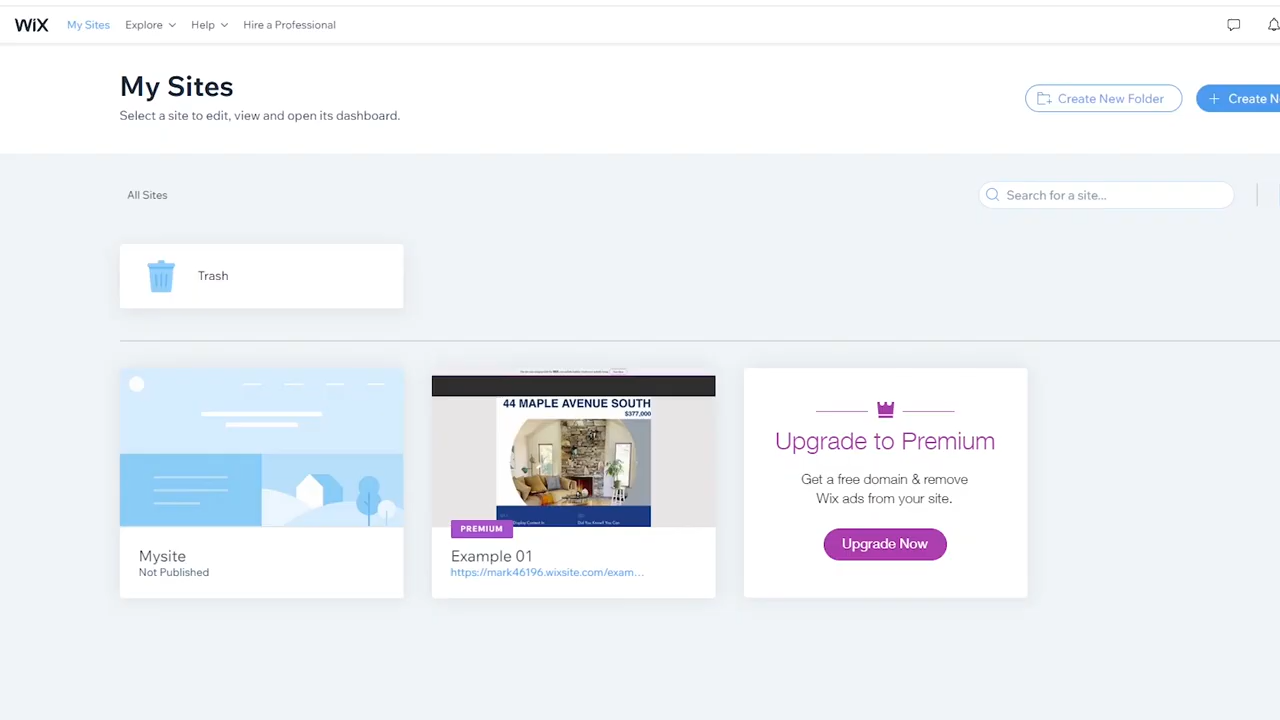 WiX My Sites Explore Help Hire a Professional
My Sites
Select a site to edit, view and open its dashboard.
Create New Folder
+ Create N
All Sites
Search for a site...
Trash
44 MAPLE AVENUE SOUTH
$377,000
PREMIUM
Mysite
Not Published
Example 01
https://mark46196.wixsite.com/exam...
Upgrade to Premium
Get a free domain & remove
Wix ads from your site.
Upgrade Now